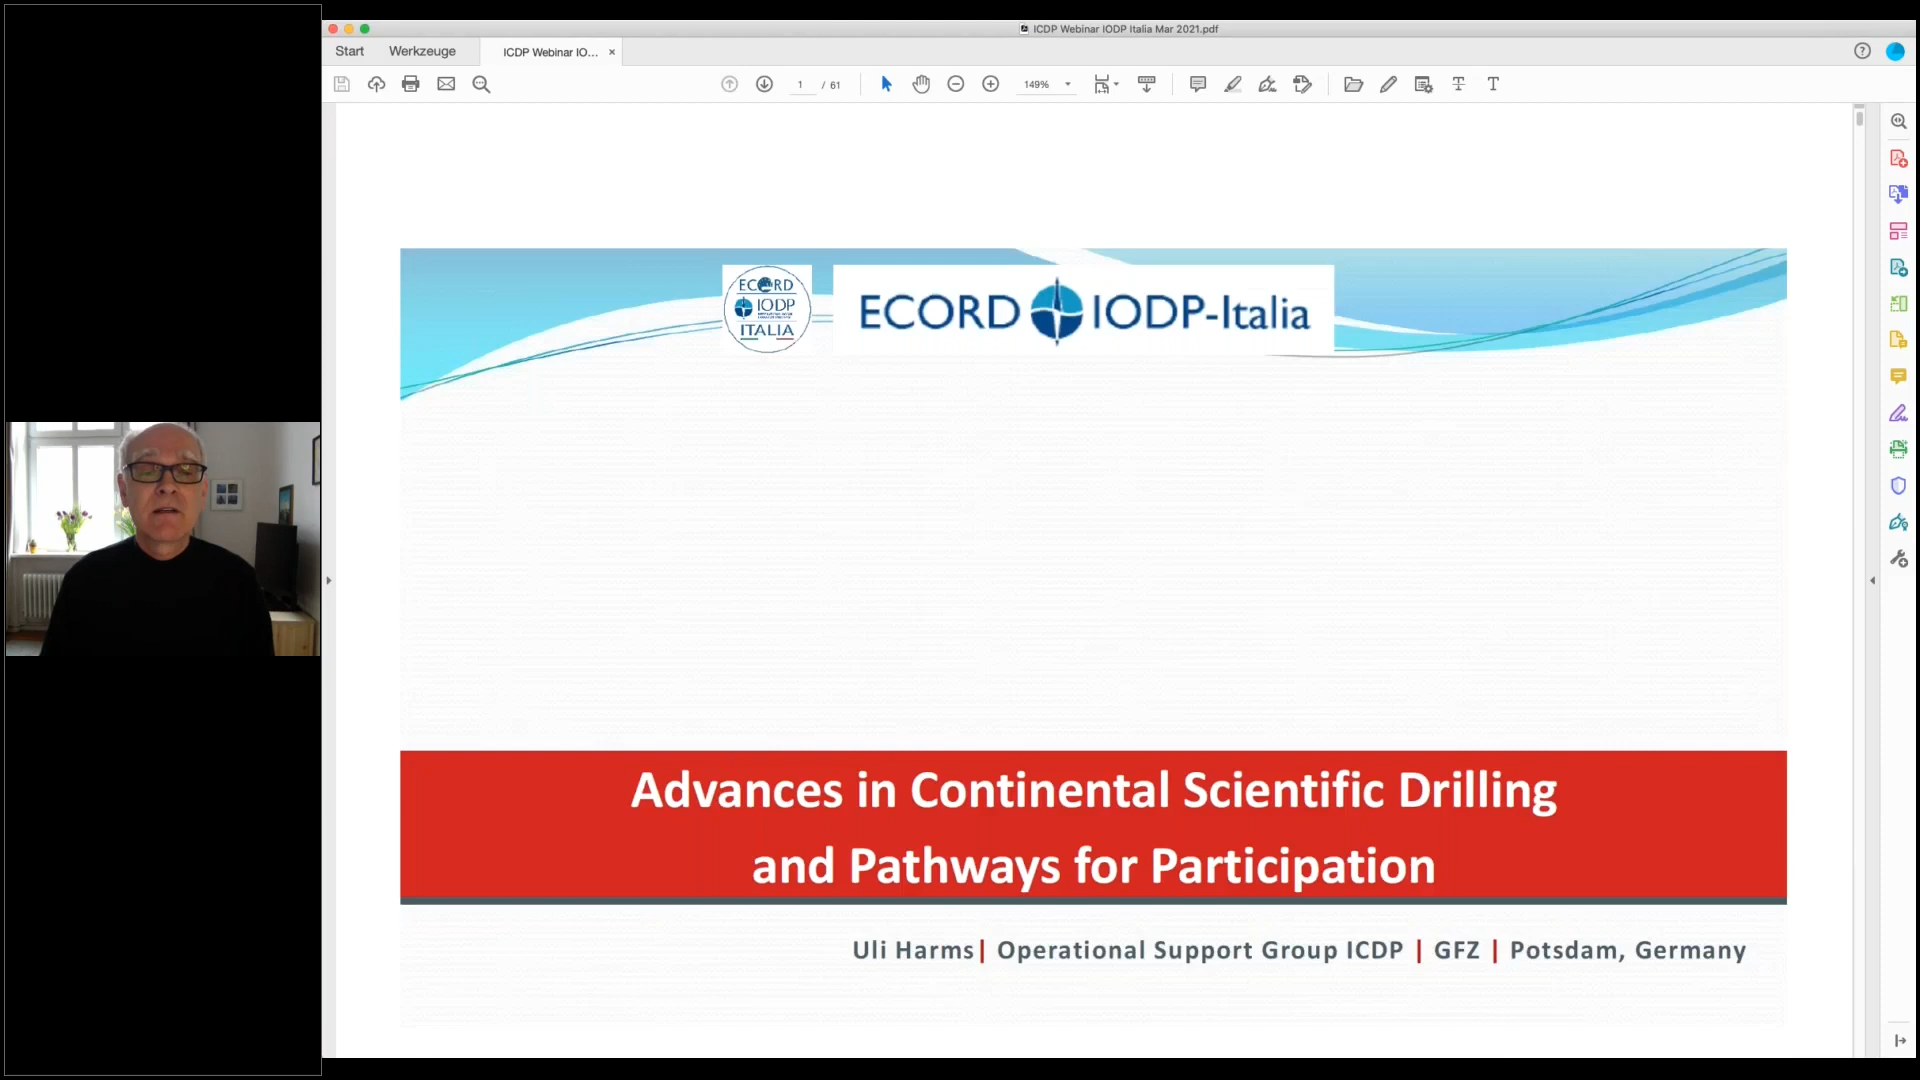 ICDP Webinar IODP Italia Mar 2021.pdf
Start
Werkzeuge
ICDP Webinar IO...
1 / 61
149%
ECORD
IODP
ITALIA
ECORD IODP-Italia
Advances in Continental Scientific Drilling
and Pathways for Participation
Uli Harms| Operational Support Group ICDP | GFZ | Potsdam, Germany